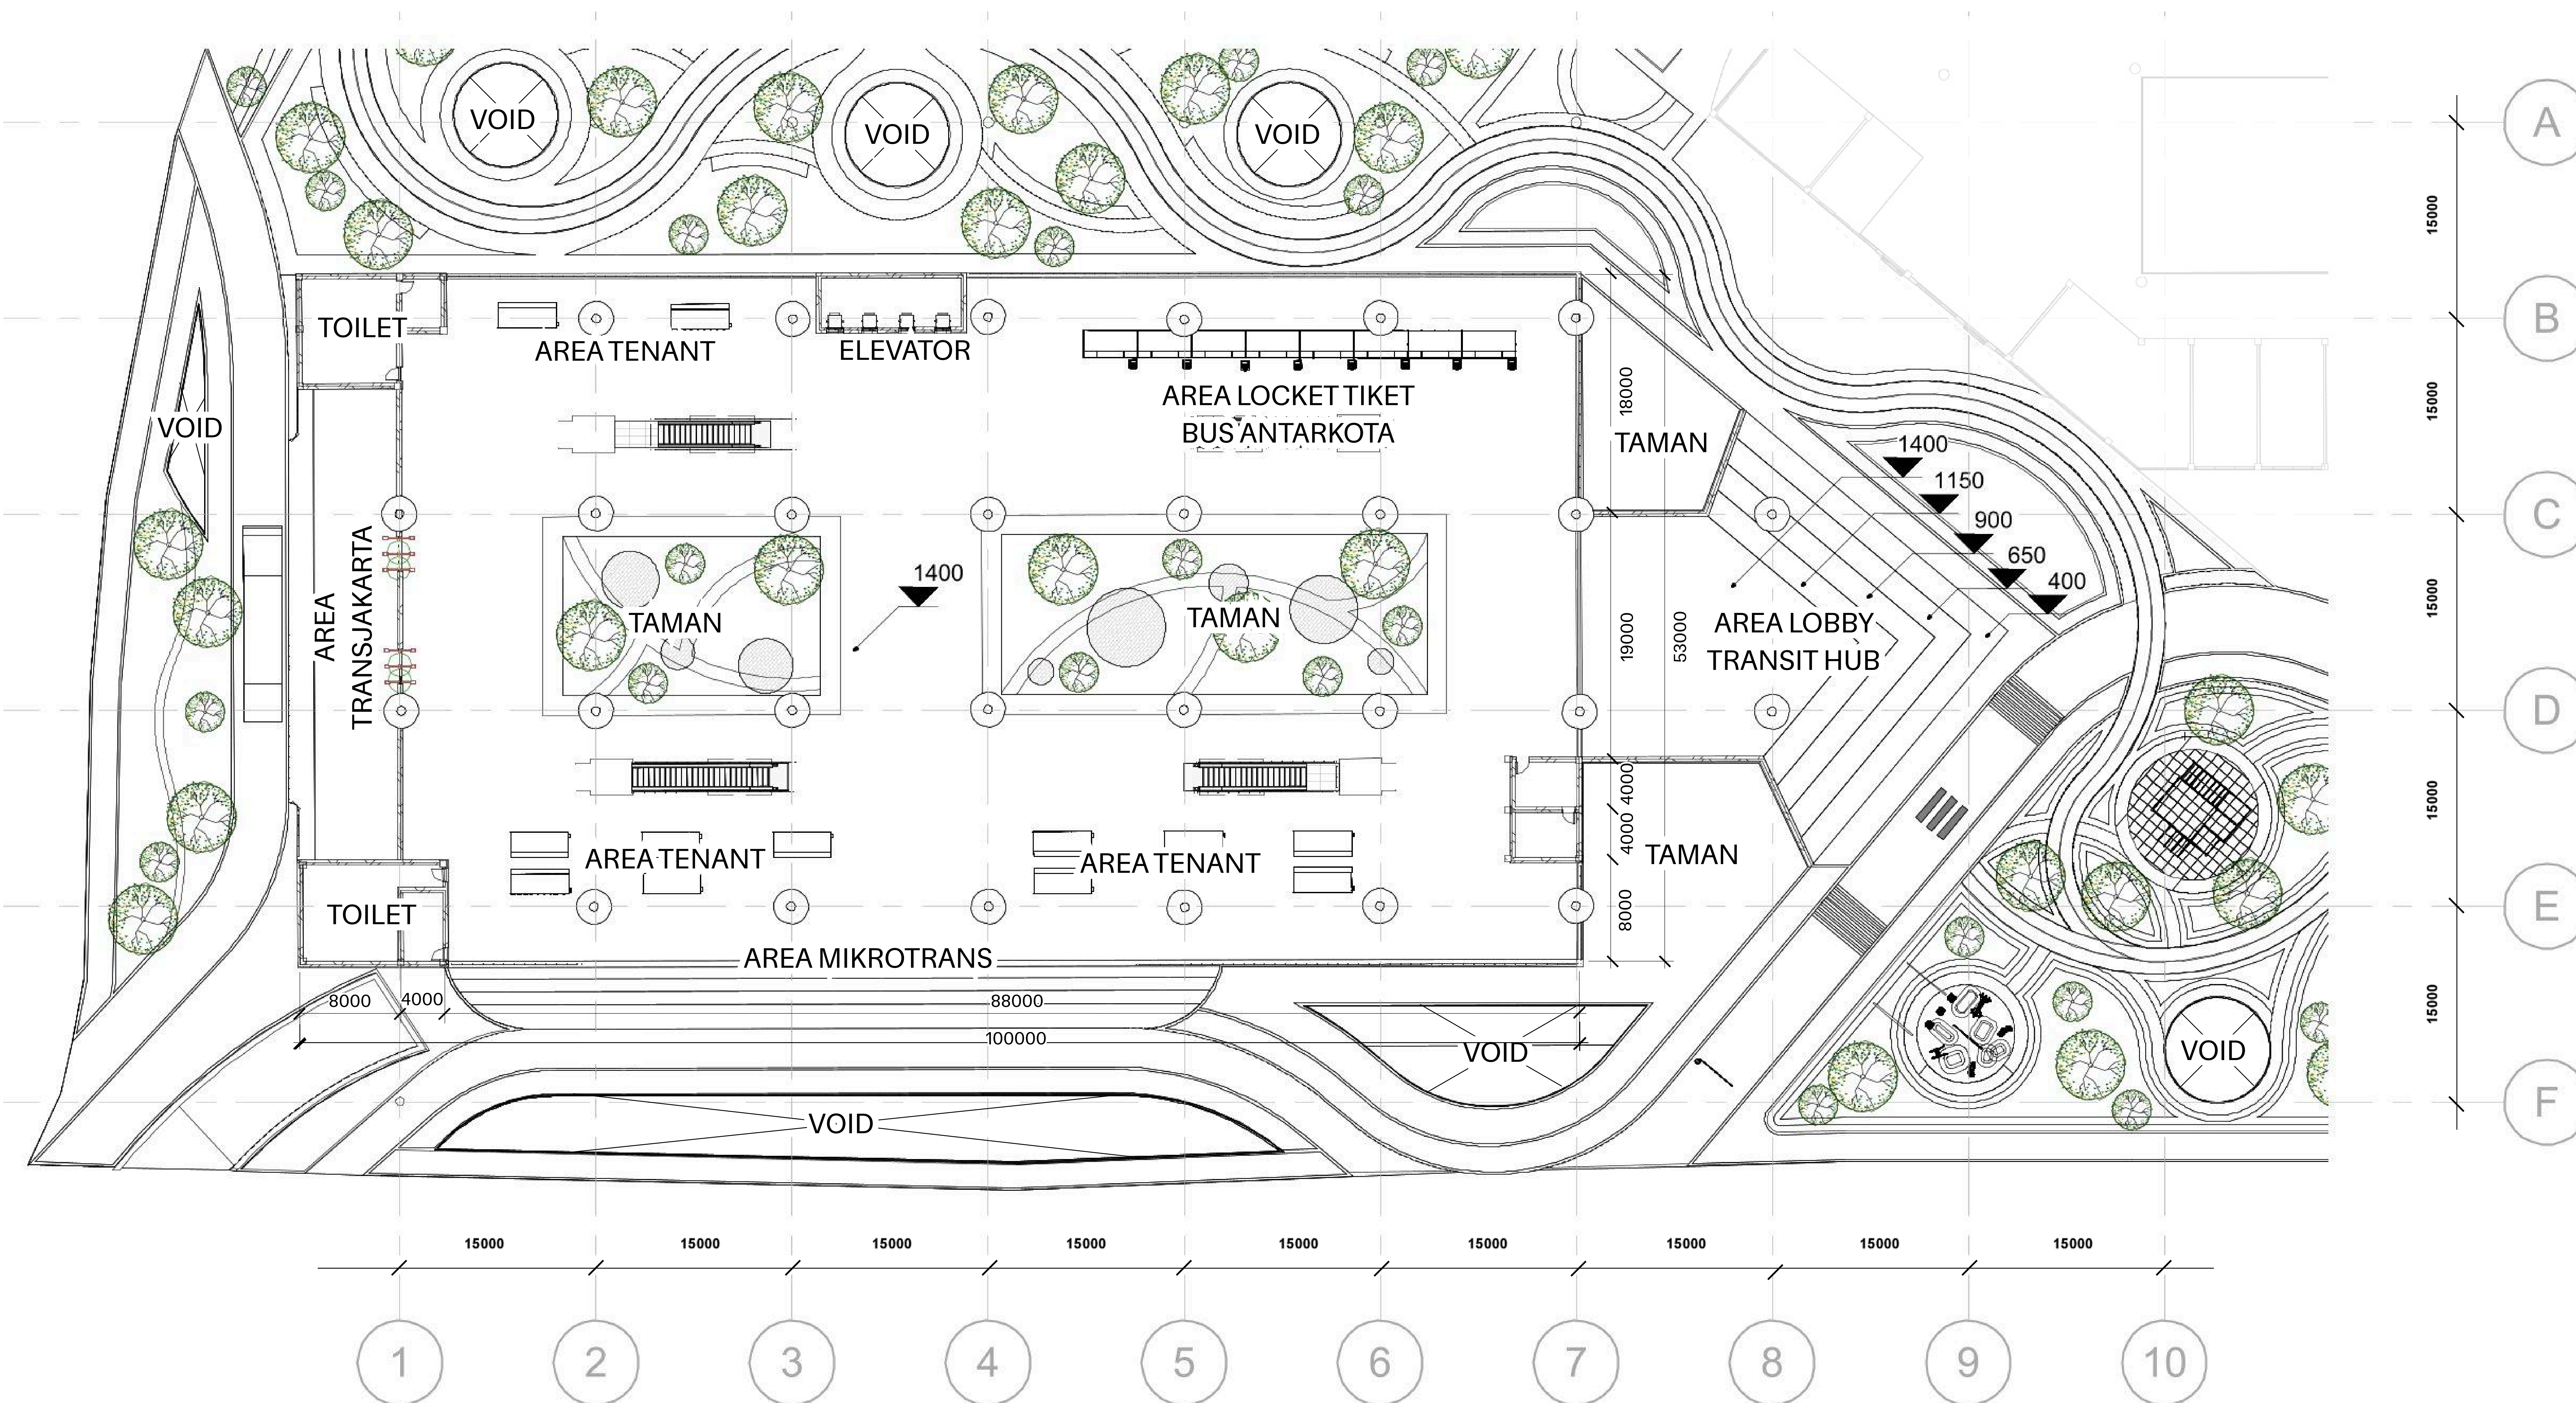 VOID
VOID
VOID
A
15000
TOILET
AREA TENANT
ELEVATOR
B
AREA LOCKET TIKET
BUS ANTARKOTA
18000
15000
VOID
TAMAN
1400
1150
900
650
400
C
AREA
TRANSJAKARTA
TAMAN
1400
TAMAN
19000
53000
AREA LOBBY
TRANSIT HUB
15000
D
4000
4000
15000
AREA TENANT
AREA TENANT
TAMAN
TOILET
8000
E
AREA MIKROTRANS
8000
4000
88000
100000
VOID
VOID
15000
VOID
F
15000
15000
15000
15000
15000
15000
15000
15000
15000
1
2
3
4
5
6
7
8
9
10